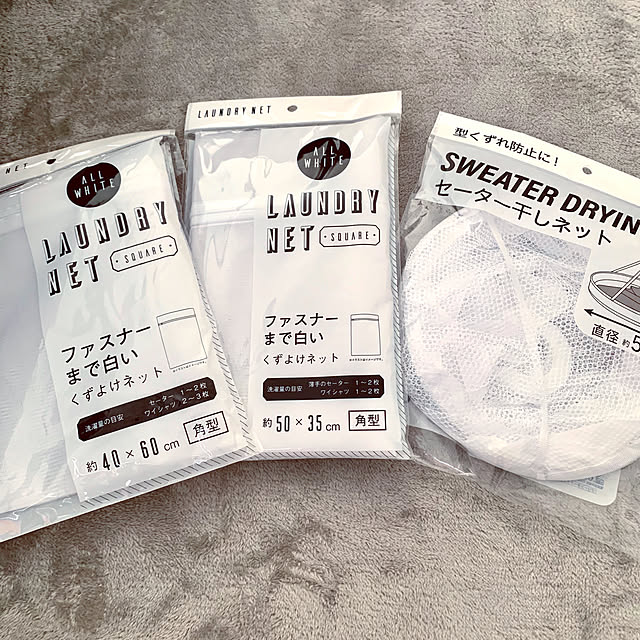 NET
ALL
WHITE
LAUNDRY
NET
SQUARE
ファスナー
まで白い
くずよけネット
洗濯量の目安
セーター 1～2枚
ワイシャツ 2～3枚
約 40 × 60 cm
角型
LAUNDRY NET
ALL
WHITE
LAUNDRY
NET
SQUARE
ファスナー
まで白い
くずよけネット
洗濯量の目安
薄手のセーター 1～2枚
ワイシャツ 1～2枚
約 50 × 35 cm
角型
型くずれ防止に！
SWEATER DRYIN
セーター干しネット
直径 約5